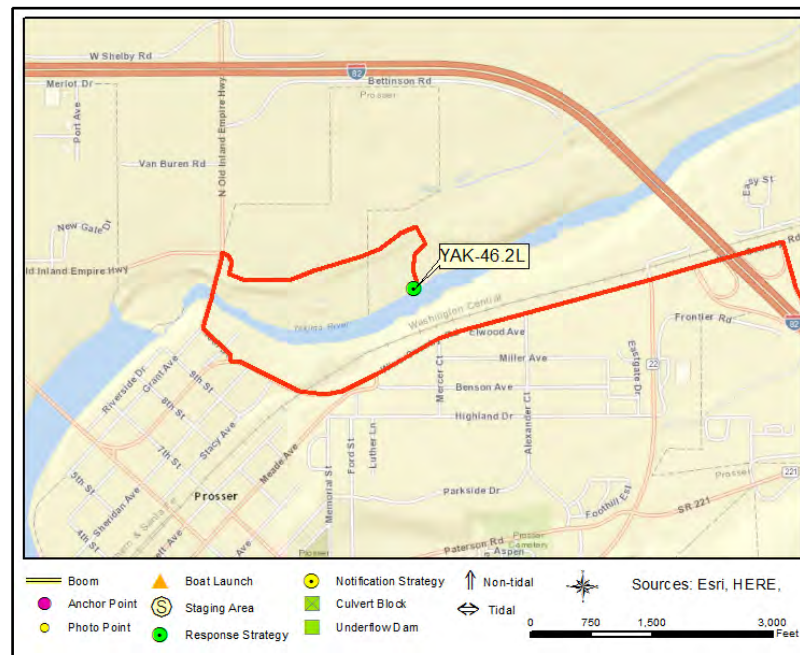 W Shelby Rd
Merlot Dr
82
Bettinson Rd
Prosser
Port Ave
N Old Inland Empire Hwy
Van Buren Rd
Easy St
New Gate Dr
Old Inland Empire Hwy
YAK-46.2L
Rd
Washington Central
Yakima River
Frontier Rd
82
Elwood Ave
Miller Ave
22
Eastgate Dr
Mercer Ct
Benson Ave
Riverside Dr
Grant Ave
9th St
8th St
Highland Dr
Stacy Ave
7th St
Meade Ave
Luther Ln
Ford St
Memorial St
Alexander Ct
Parkside Dr
Foothill Est
Prosser
221
5th St
Sheridan Ave
4th St
Prosser
SR 221
Prosser
Cemetery
Paterson Rd
Aspen
Ave
Boom
Anchor Point
Photo Point
Boat Launch
Staging Area
S
Response Strategy
Notification Strategy
Culvert Block
Underflow Dam
Non-tidal
Tidal
Sources: Esri, HERE,
0 750 1,500 3,000
Feet